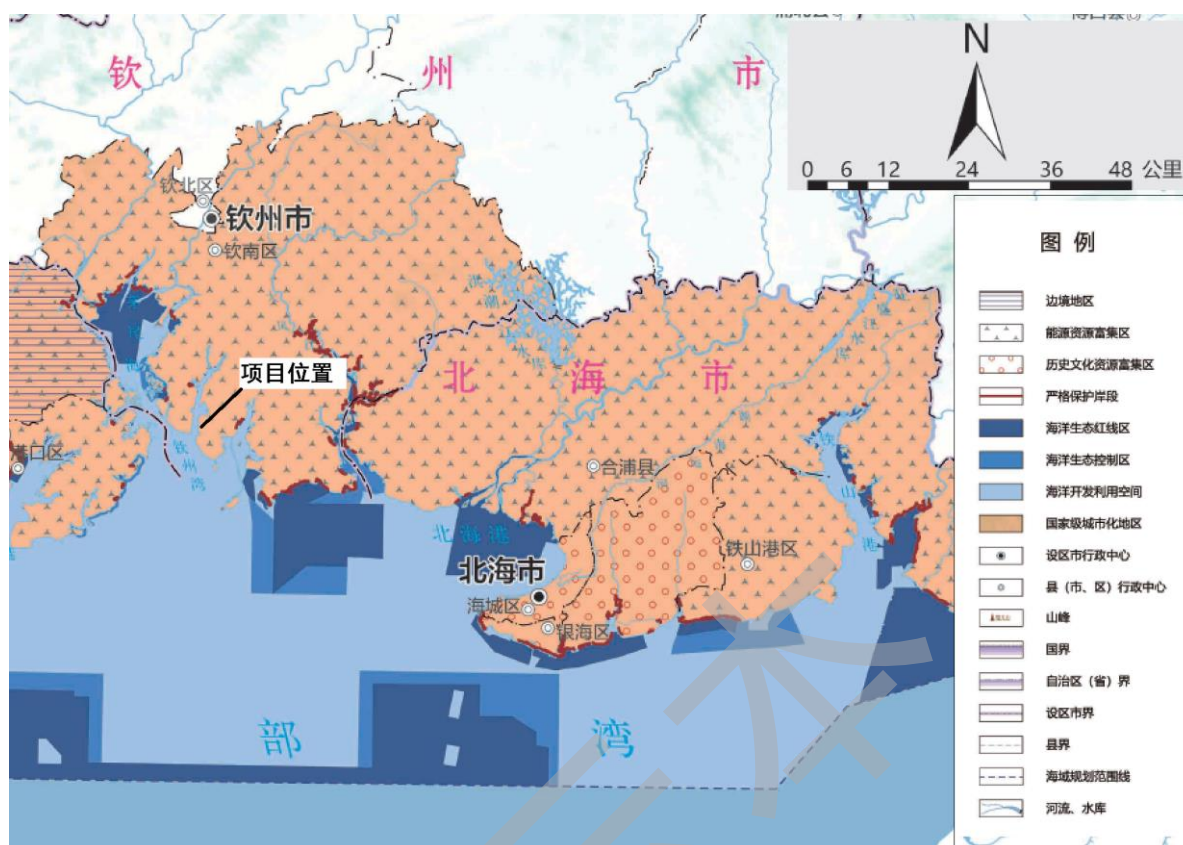 钦 州 市
N
0 6 12 24 36 48 公里
钦北区
钦州市
钦南区
项目位置
北 海 市
钦州湾
合浦县
北海港
铁山港
铁山港区
北海市
海城区
银海区
部 湾
图 例
边境地区
能源资源富集区
历史文化资源富集区
严格保护岸段
海洋生态红线区
海洋生态控制区
海洋开发利用空间
国家级城市化地区
设区市行政中心
县（市、区）行政中心
山峰
国界
自治区（省）界
设区市界
县界
海域规划范围线
河流、水库